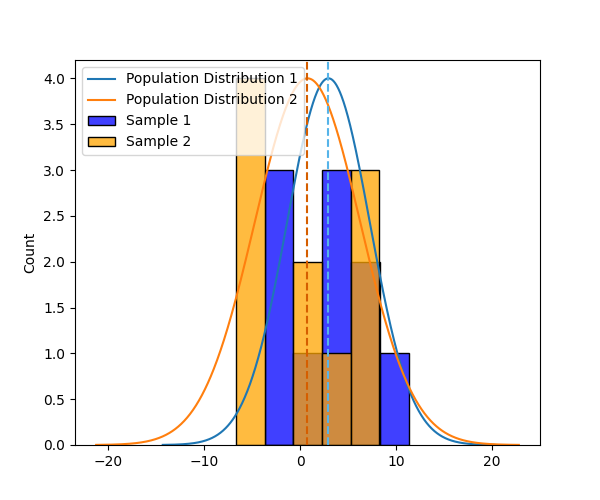 Population Distribution 1
Population Distribution 2
Sample 1
Sample 2
4.0
3.5
3.0
2.5
2.0
1.5
1.0
0.5
0.0
Count
−20 −10 0 10 20